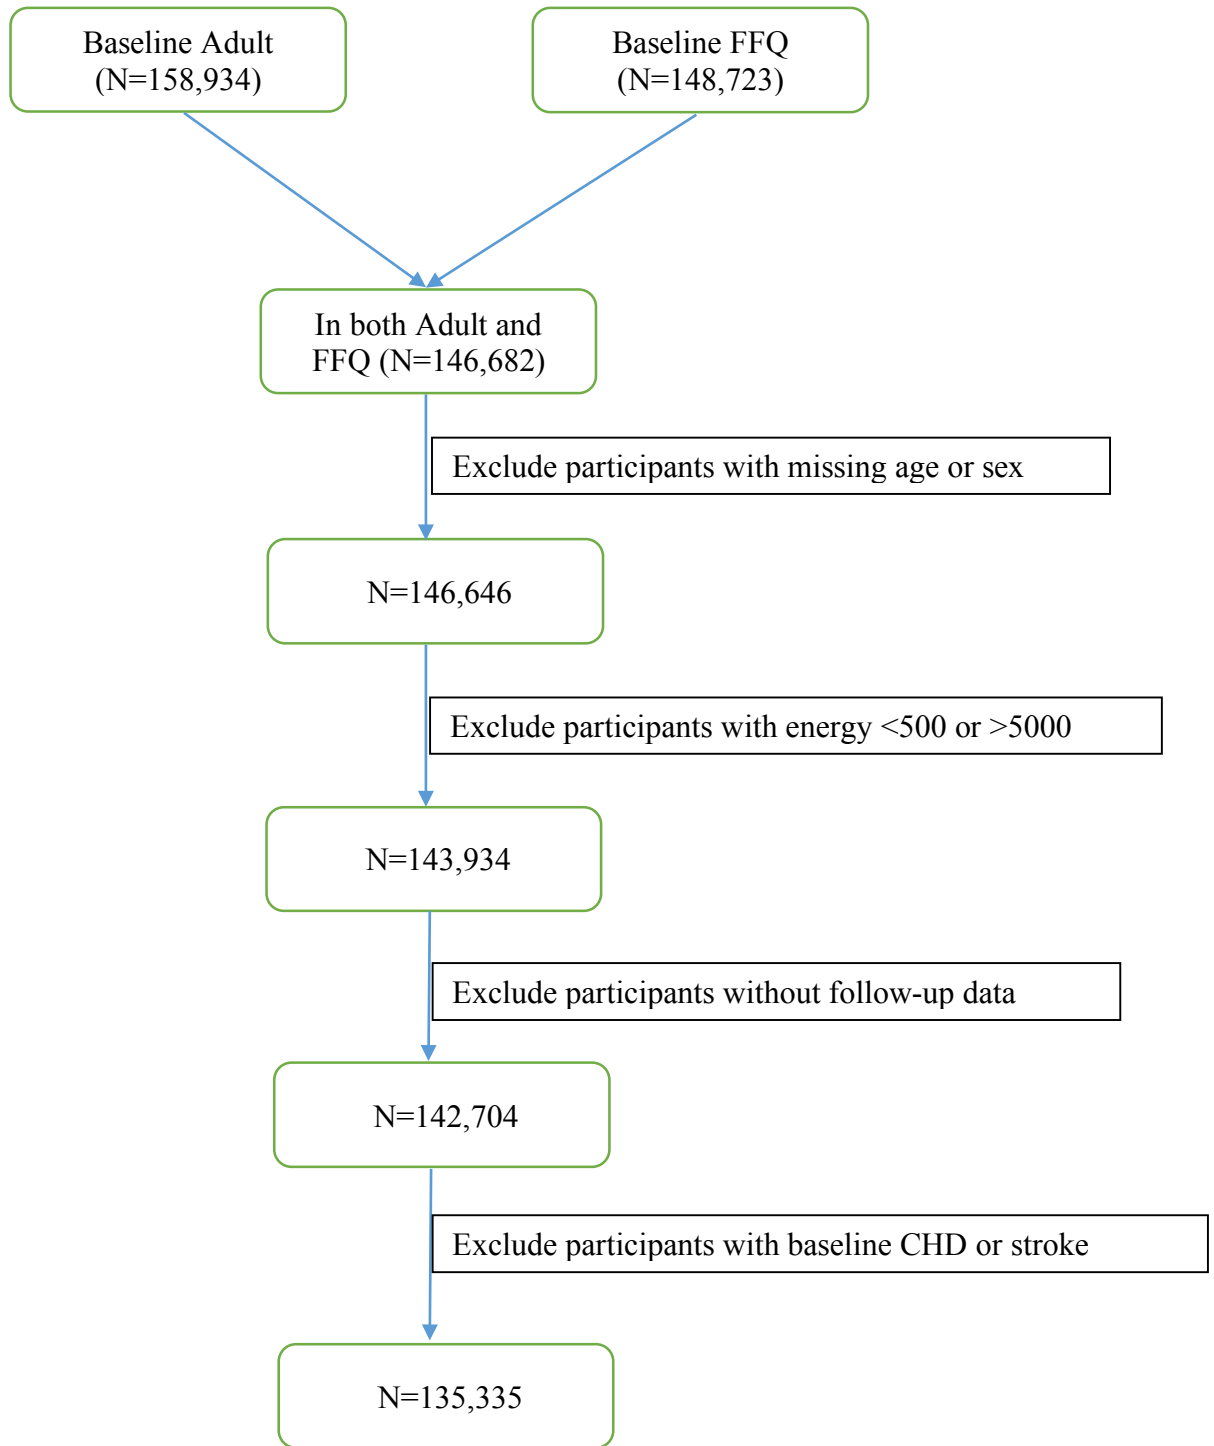 Baseline Adult
(N=158,934)
Baseline FFQ
(N=148,723)
In both Adult and
FFQ (N=146,682)
Exclude participants with missing age or sex
N=146,646
Exclude participants with energy <500 or >5000
N=143,934
Exclude participants without follow-up data
N=142,704
Exclude participants with baseline CHD or stroke
N=135,335